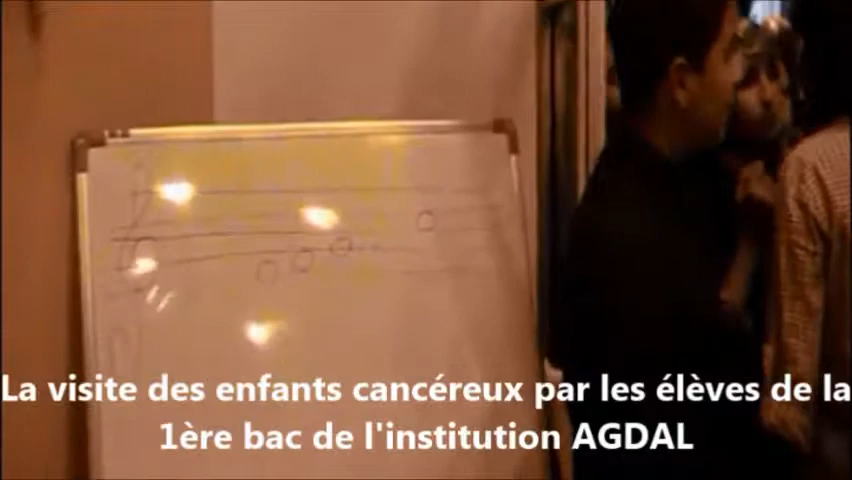 La visite des enfants cancéreux par les élèves de la
1ère bac de l'institution AGDAL